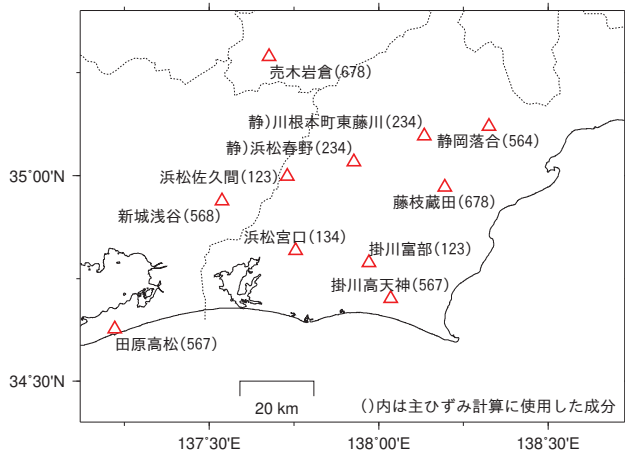 売木岩倉(678)
静)川根本町東藤川(234)
静岡落合(564)
静)浜松春野(234)
35°00'N
浜松佐久間(123)
藤枝蔵田(678)
新城浅谷(568)
浜松宮口(134)
掛川富部(123)
掛川高天神(567)
田原高松(567)
34°30'N
20 km
()内は主ひずみ計算に使用した成分
137°30'E
138°00'E
138°30'E